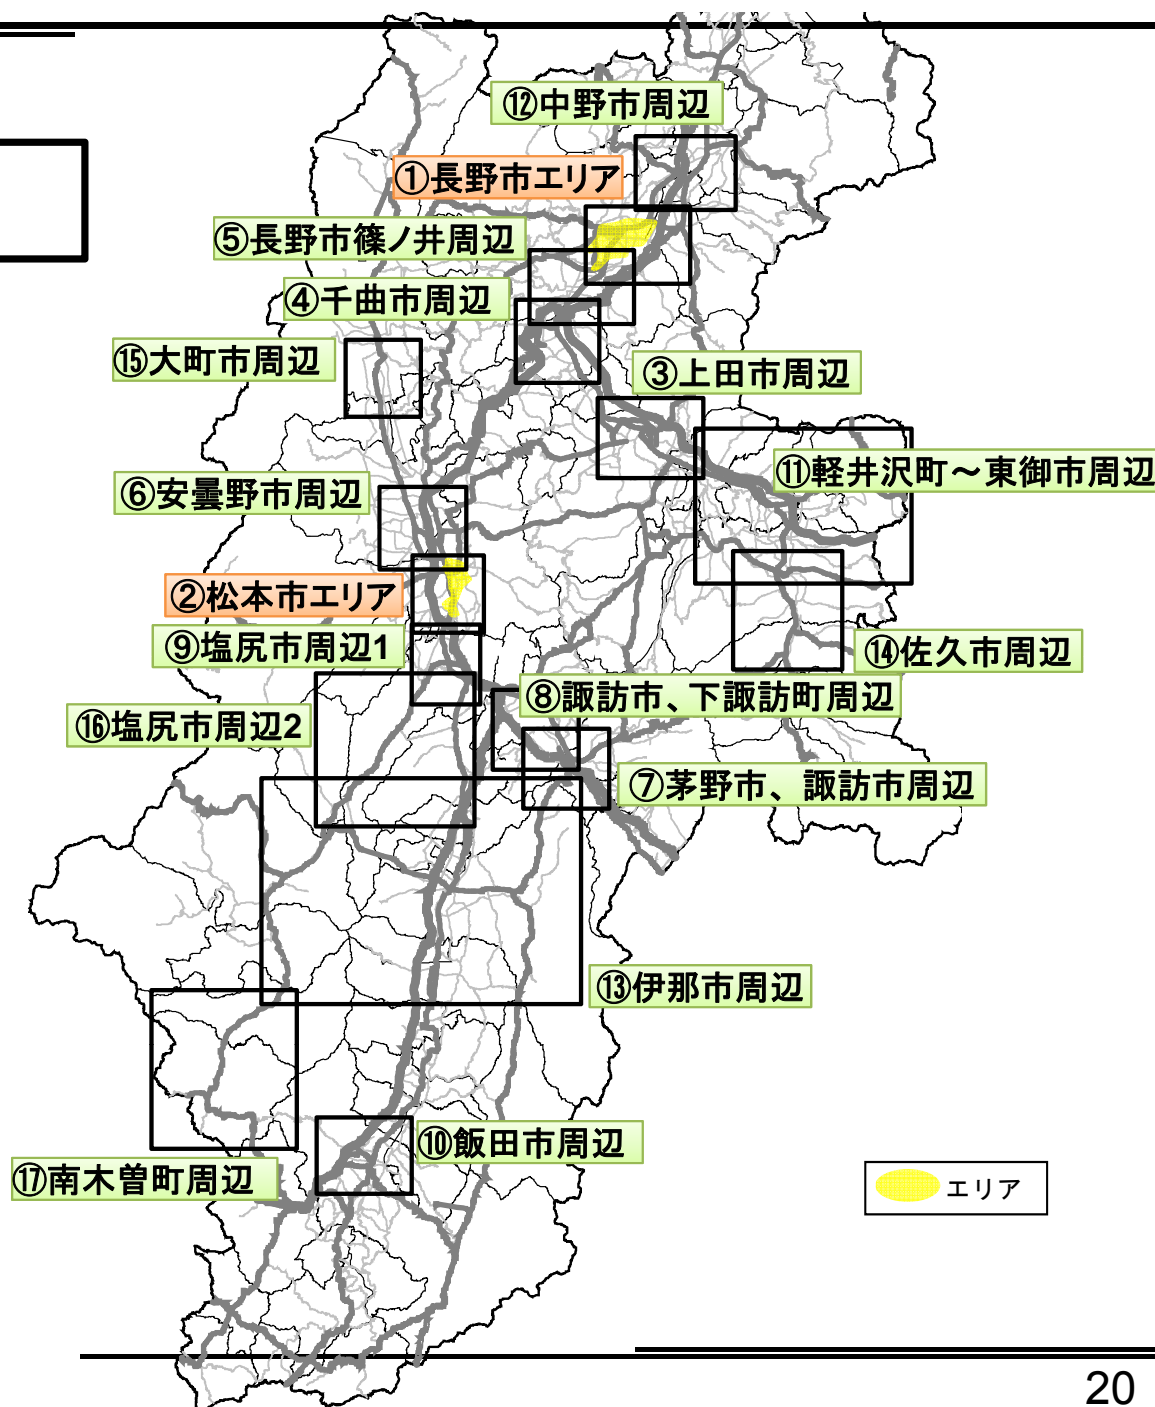 ⑫中野市周辺
①長野市エリア
⑤長野市篠ノ井周辺
④千曲市周辺
⑮大町市周辺
③上田市周辺
⑪軽井沢町～東御市周辺
⑥安曇野市周辺
②松本市エリア
⑨塩尻市周辺1
⑭佐久市周辺
⑧諏訪市、下諏訪町周辺
⑯塩尻市周辺2
⑦茅野市、諏訪市周辺
⑬伊那市周辺
⑩飯田市周辺
⑰南木曽町周辺
エリア
20